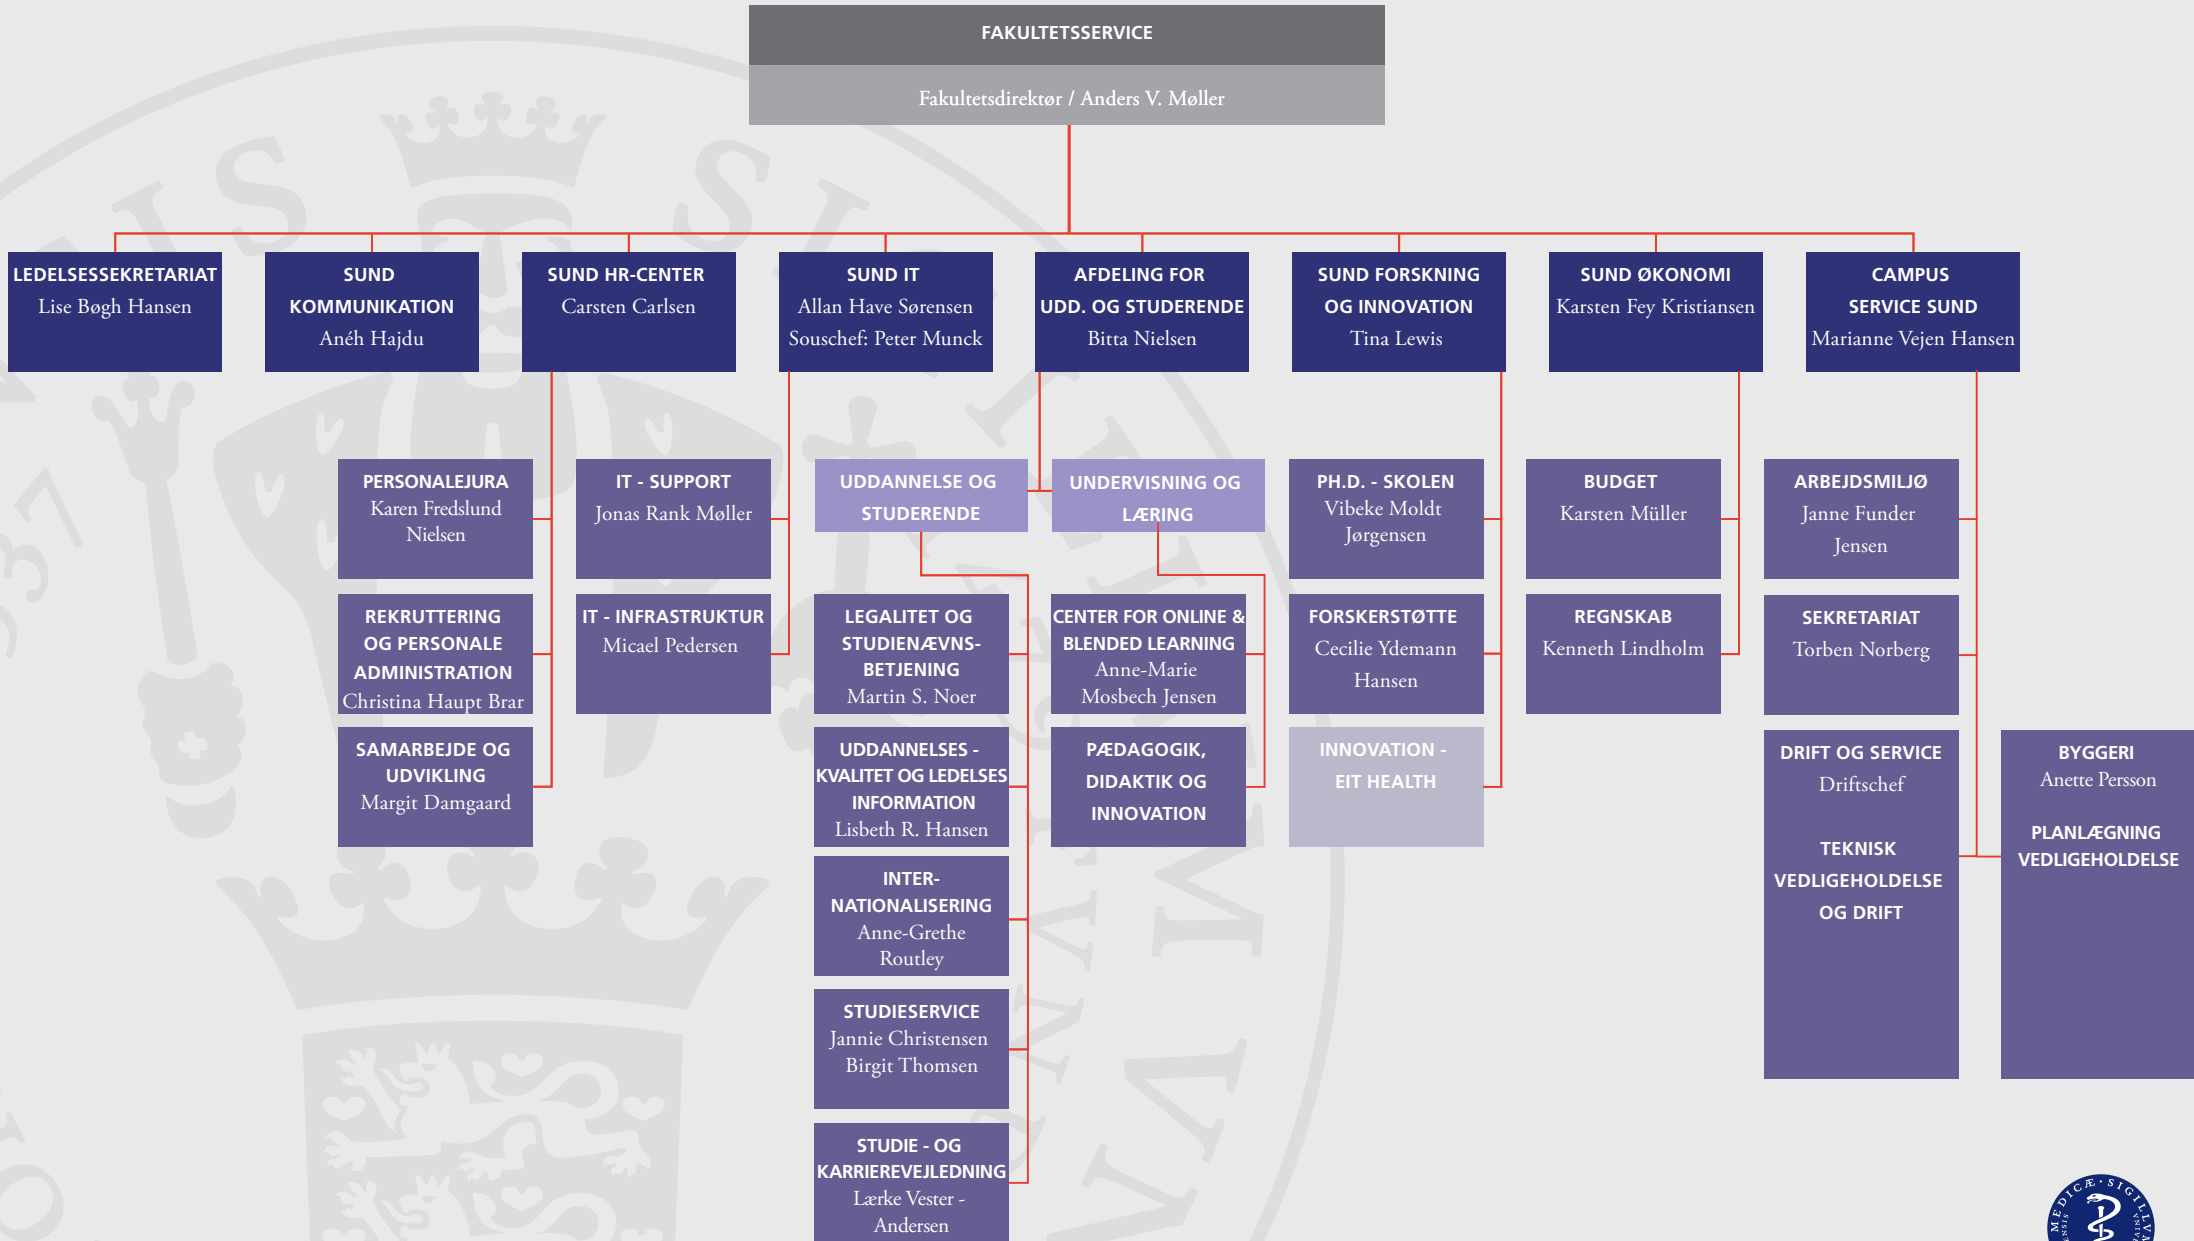 FAKULTETSSERVICE
Fakultetsdirektør / Anders V. Møller
LEDELSESSEKRETARIAT
Lise Bøgh Hansen
SUND
KOMMUNIKATION
Anéh Hajdu
SUND HR-CENTER
Carsten Carlsen
SUND IT
Allan Have Sørensen
Souschef: Peter Munck
AFDELING FOR
UDD. OG STUDERENDE
Bitta Nielsen
SUND FORSKNING
OG INNOVATION
Tina Lewis
SUND ØKONOMI
Karsten Fey Kristiansen
CAMPUS
SERVICE SUND
Marianne Vejen Hansen
PERSONALEJURA
Karen Fredslund
Nielsen
REKRUTTERING
OG PERSONALE
ADMINISTRATION
Christina Haupt Brar
SAMARBEJDE OG
UDVIKLING
Margit Damgaard
IT - SUPPORT
Jonas Rank Møller
IT - INFRASTRUKTUR
Micael Pedersen
UDDANNELSE OG
STUDERENDE
LEGALITET OG
STUDIENÆVNS-
BETJENING
Martin S. Noer
UDDANNELSES -
KVALITET OG LEDELSES
INFORMATION
Lisbeth R. Hansen
INTER-
NATIONALISERING
Anne-Grethe
Routley
STUDIESERVICE
Jannie Christensen
Birgit Thomsen
STUDIE - OG
KARRIEREVEJLEDNING
Lærke Vester -
Andersen
UNDERVISNING OG
LÆRING
CENTER FOR ONLINE &
BLENDED LEARNING
Anne-Marie
Mosbech Jensen
PÆDAGOGIK,
DIDAKTIK OG
INNOVATION
PH.D. - SKOLEN
Vibeke Moldt
Jørgensen
FORSKERSTØTTE
Cecilie Ydemann
Hansen
INNOVATION -
EIT HEALTH
BUDGET
Karsten Müller
REGNSKAB
Kenneth Lindholm
ARBEJDSMILJØ
Janne Funder
Jensen
SEKRETARIAT
Torben Norberg
DRIFT OG SERVICE
Driftschef
TEKNISK
VEDLIGEHOLDELSE
OG DRIFT
BYGGERI
Anette Persson
PLANLÆGNING
VEDLIGEHOLDELSE